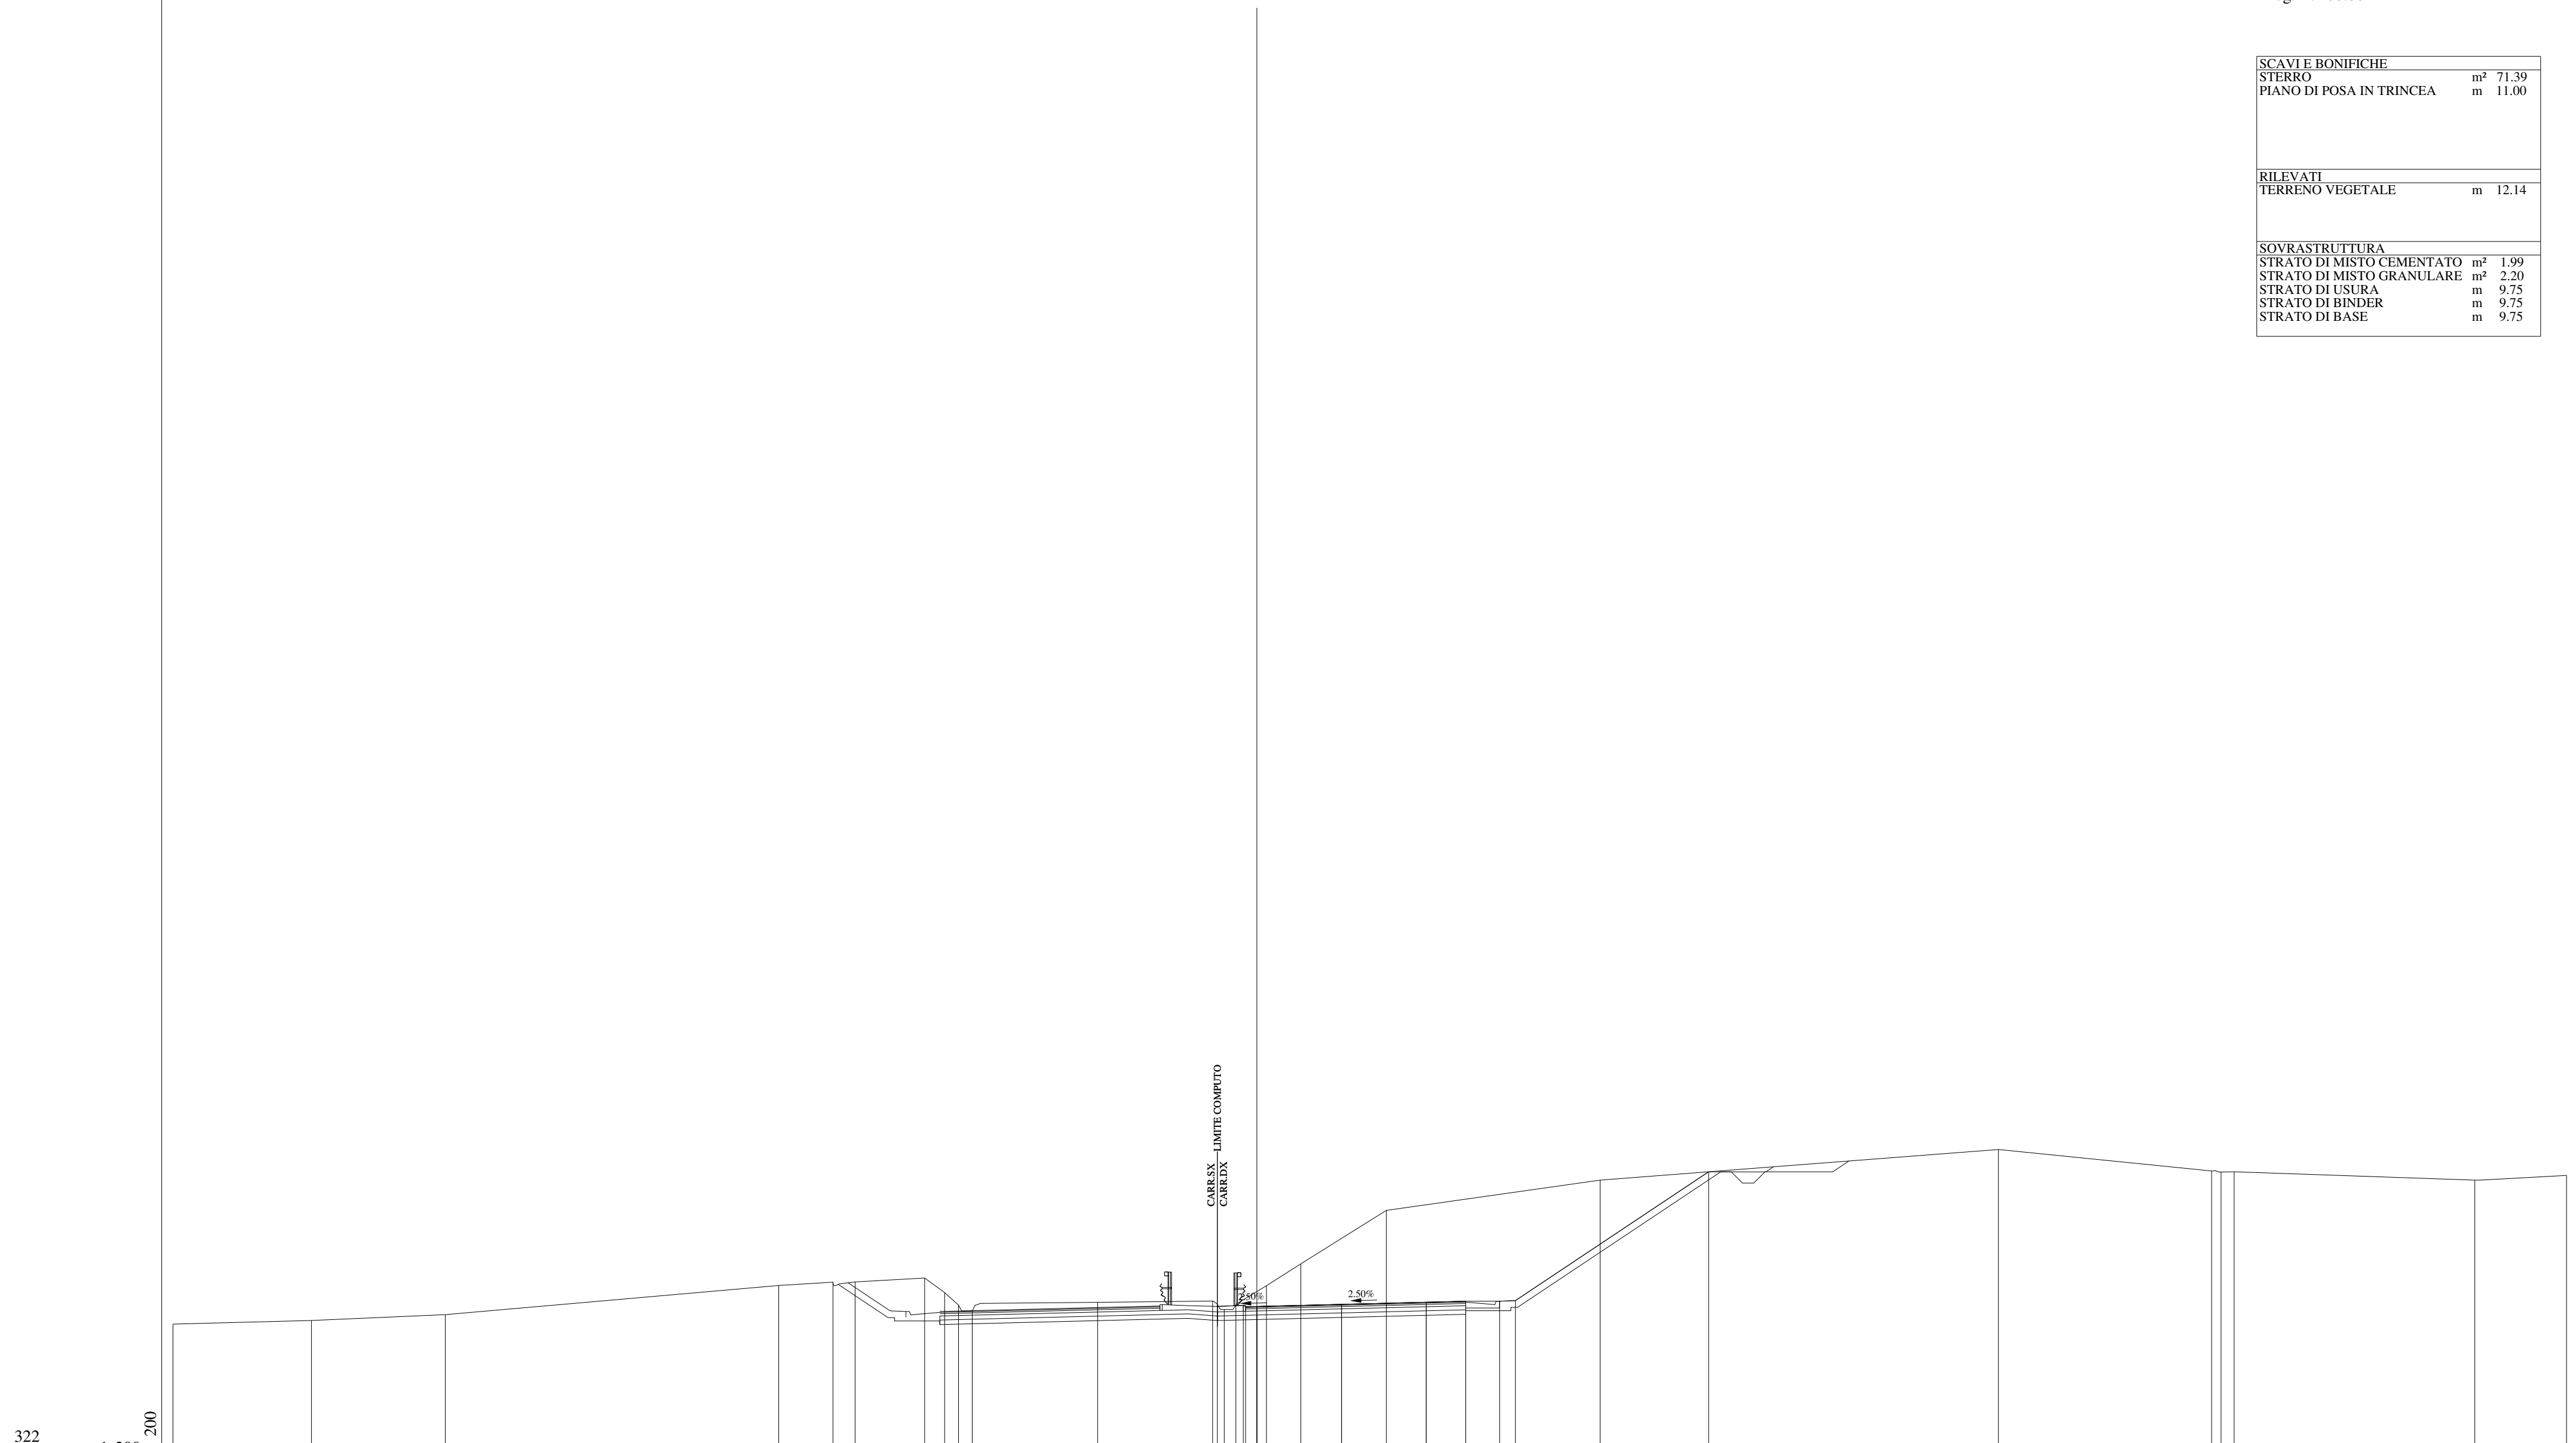 SCAVI E BONIFICHE
STERRO m² 71.39
PIANO DI POSA IN TRINCEA m 11.00
RILEVATI
TERRENO VEGETALE m 12.14
SOVRASTRUTTURA
STRATO DI MISTO CEMENTATO m² 1.99
STRATO DI MISTO GRANULARE m² 2.20
STRATO DI USURA m 9.75
STRATO DI BINDER m 9.75
STRATO DI BASE m 9.75
LIMITE COMPUTO
CARR.SX
CARR.DX
2.50%
2.50%
200
322